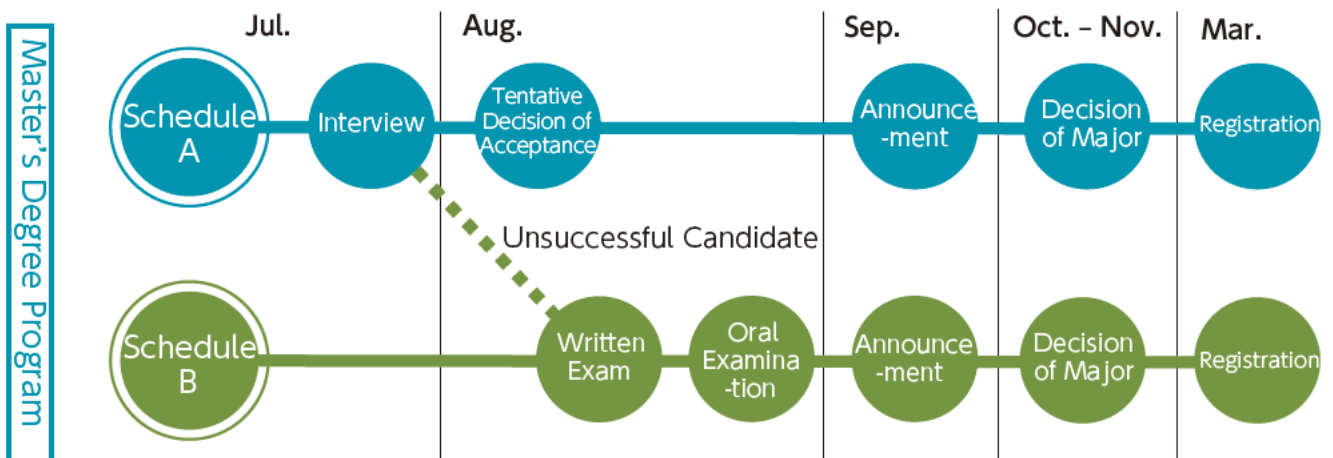 Master's Degree Program
Jul.
Aug.
Sep.
Oct. – Nov.
Mar.
Schedule
A
Interview
Tentative
Decision of
Acceptance
Announce
-ment
Decision
of Major
Registration
Unsuccessful Candidate
Schedule
B
Written
Exam
Oral
Examina
-tion
Announce
-ment
Decision
of Major
Registration